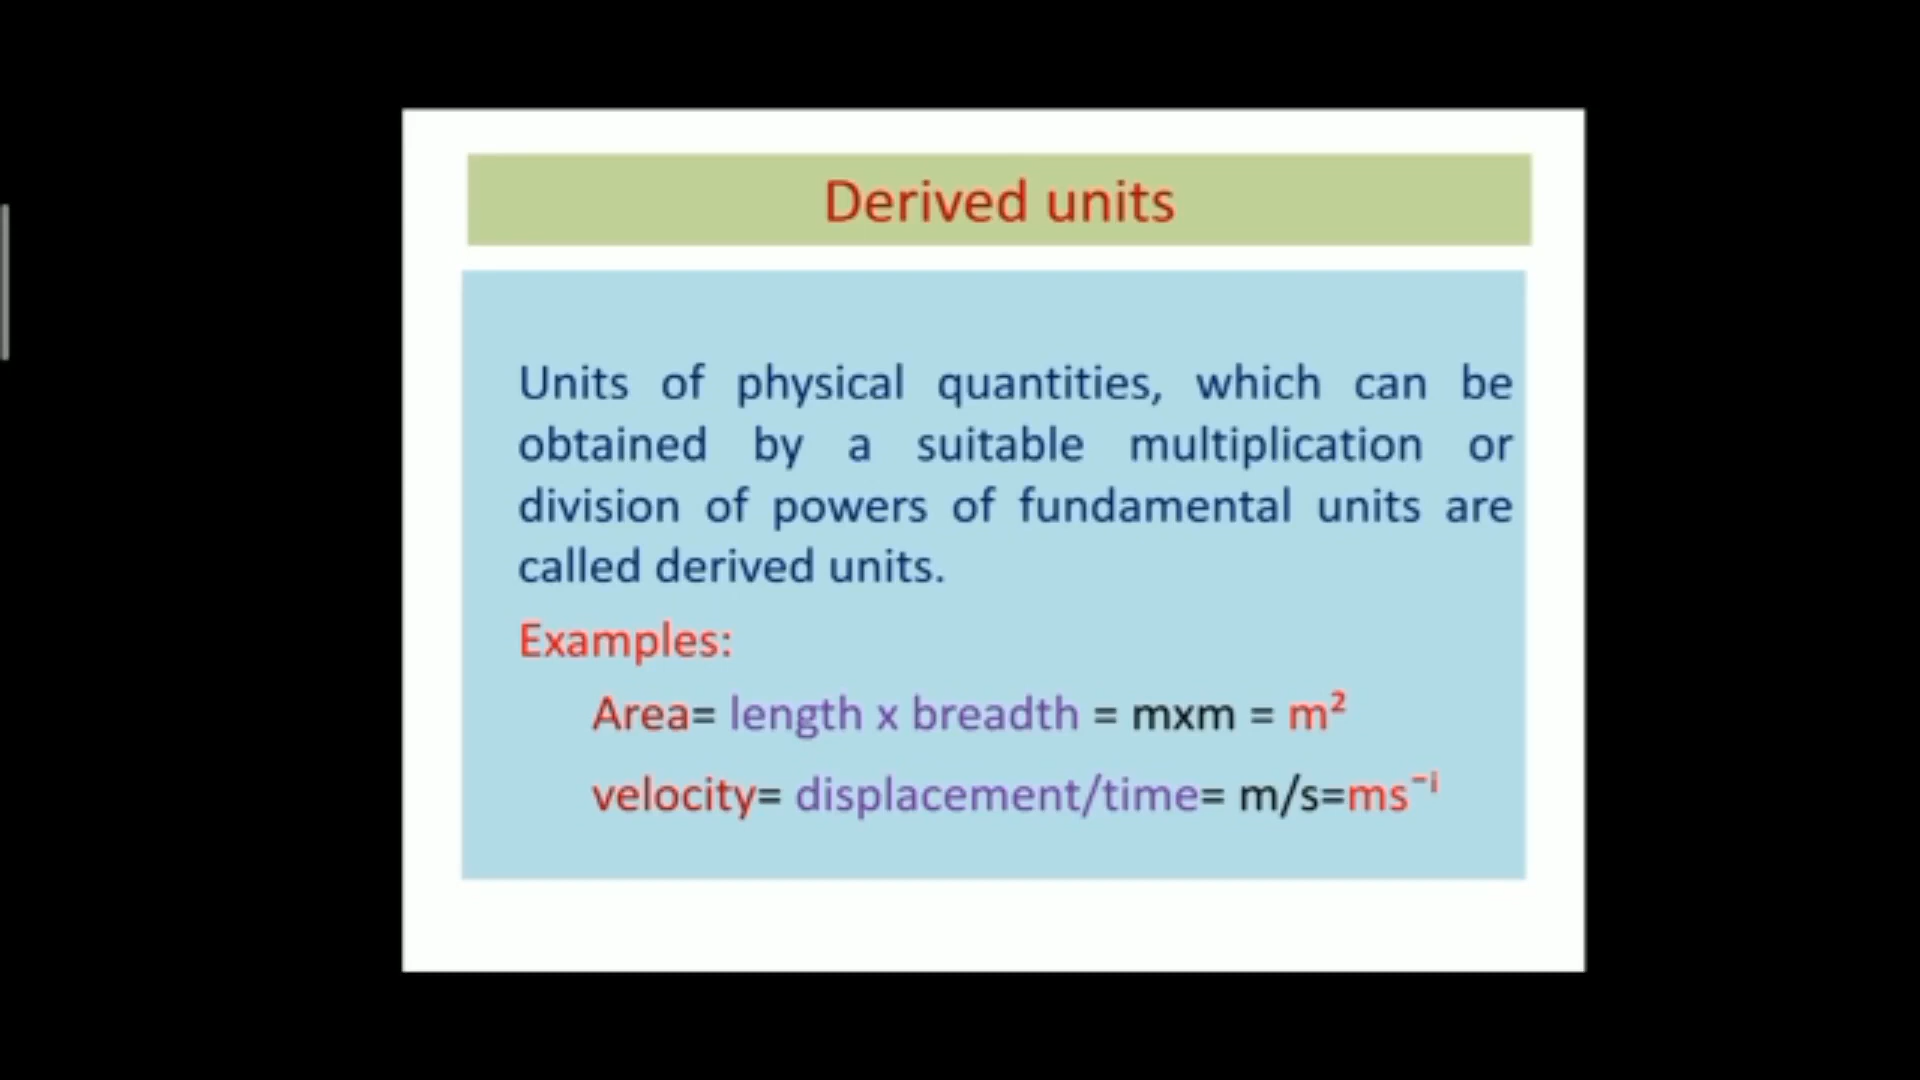 Derived units
Units of physical quantities, which can be
obtained by a suitable multiplication or
division of powers of fundamental units are
called derived units.
Examples:
Area= length x breadth = mxm = m²
velocity= displacement/time= m/s=ms⁻ⁱ